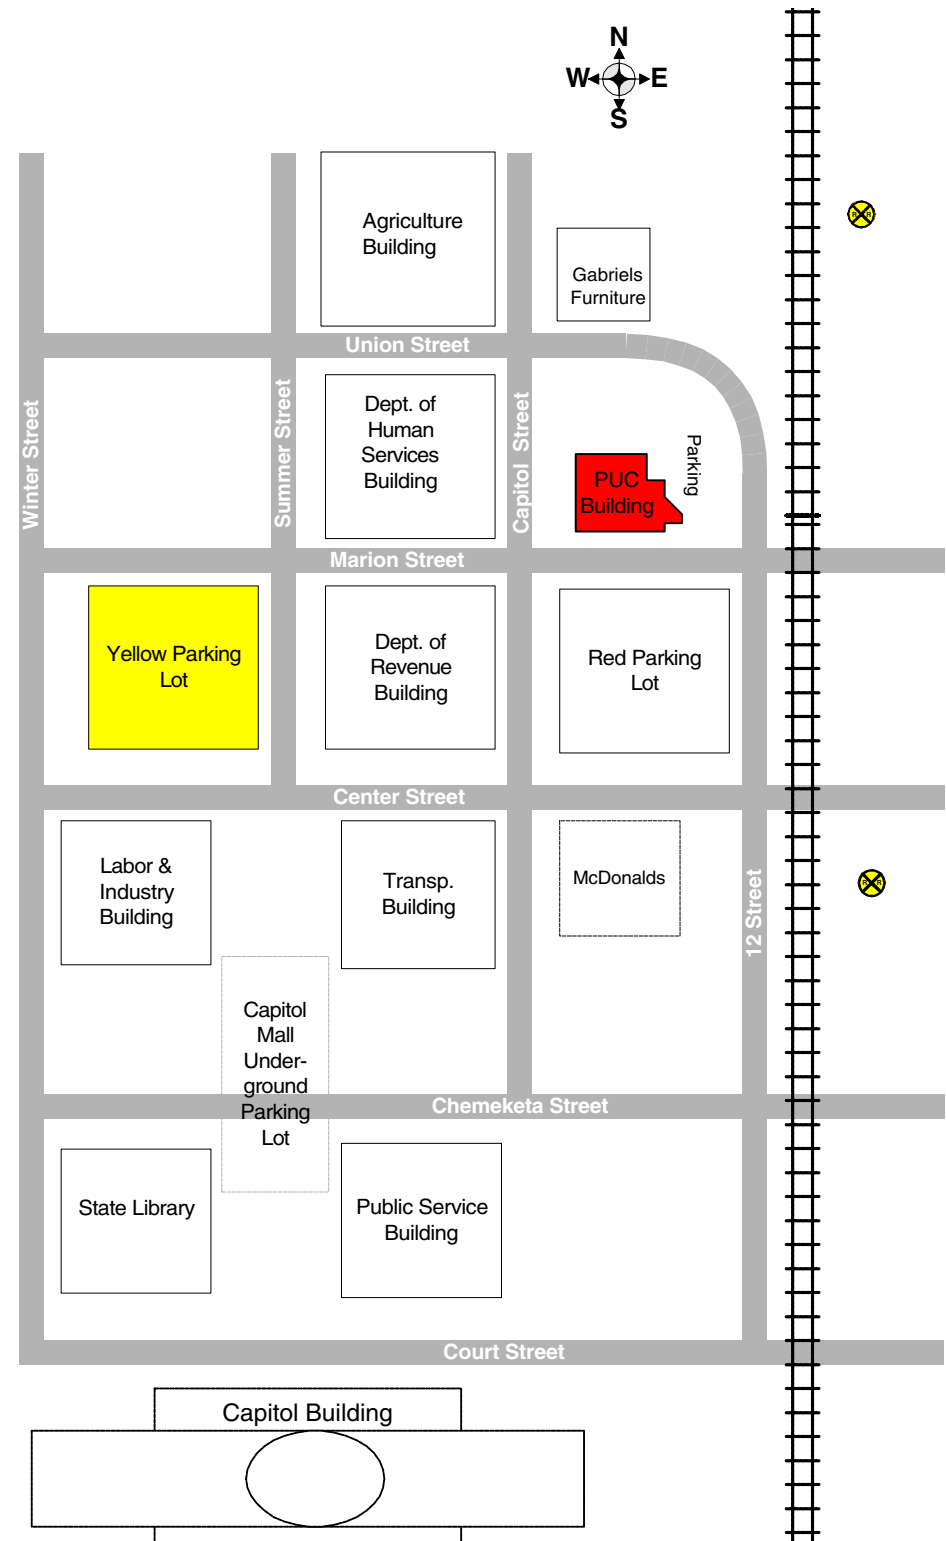 N
W
E
S
Agriculture
Building
Gabriels
Furniture
Union Street
Winter Street
Summer Street
Dept. of
Human
Services
Building
Capitol Street
Parking
PUC
Building
Marion Street
Yellow Parking
Lot
Dept. of
Revenue
Building
Red Parking
Lot
Center Street
Labor &
Industry
Building
Transp.
Building
McDonalds
12 Street
R R
R R
Capitol
Mall
Under-
ground
Parking
Lot
Chemeketa Street
State Library
Public Service
Building
Court Street
Capitol Building